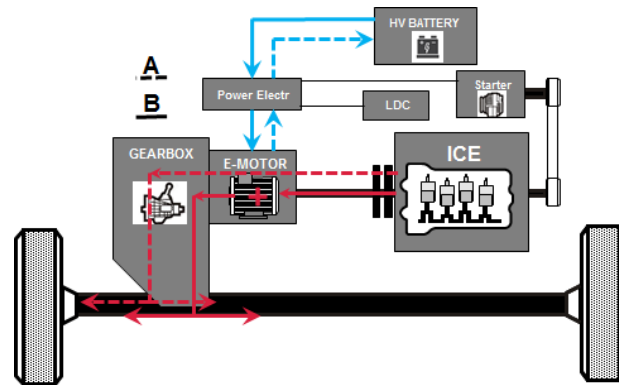 HV BATTERY
A
Power Electr
Starter
B
LDC
GEARBOX
E-MOTOR
ICE